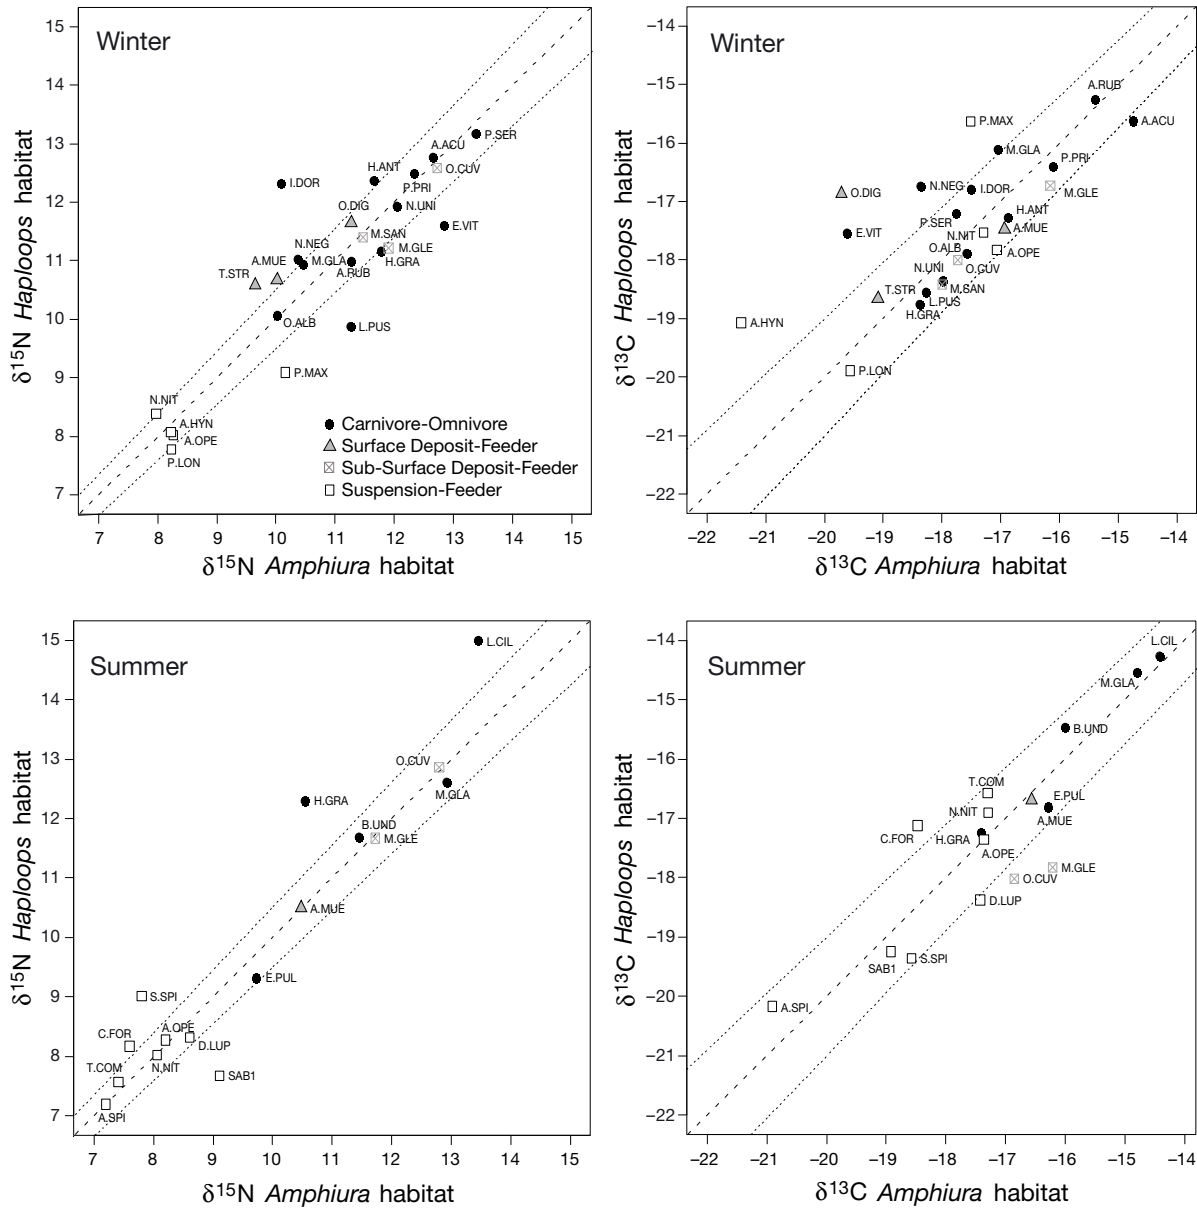 Winter
15
14
13
12
11
10
9
8
7
δ15N Haploops habitat
P.SER
A.ACU
O.CUV
H.ANT
P.PRI
I.DOR
N.UNI
O.DIG
E.VIT
M.SAN
N.NEG
M.GLE
A.MUE
M.GLA
H.GRA
T.STR
A.RUB
O.ALB
L.PUS
P.MAX
N.NIT
A.HYN
A.OPE
P.LON
Carnivore-Omnivore
Surface Deposit-Feeder
Sub-Surface Deposit-Feeder
Suspension-Feeder
7 8 9 10 11 12 13 14 15
δ15N Amphiura habitat
Winter
−14
−15
−16
−17
−18
−19
−20
−21
−22
δ13C Haploops habitat
A.RUB
P.MAX
A.ACU
M.GLA
P.PRI
N.NEG
I.DOR
M.GLE
O.DIG
H.ANT
P.SER
A.MUE
E.VIT
N.NIT
O.ALB
A.OPE
O.CUV
N.UNI
T.STR
M.SAN
L.PUS
H.GRA
A.HYN
P.LON
−22 −21 −20 −19 −18 −17 −16 −15 −14
δ13C Amphiura habitat
Summer
15
14
13
12
11
10
9
8
7
δ15N Haploops habitat
L.CIL
O.CUV
M.GLA
H.GRA
B.UND
M.GLE
A.MUE
E.PUL
S.SPI
A.OPE
C.FOR
D.LUP
T.COM
N.NIT
SAB1
A.SPI
7 8 9 10 11 12 13 14 15
δ15N Amphiura habitat
Summer
−14
−15
−16
−17
−18
−19
−20
−21
−22
δ13C Haploops habitat
L.CIL
M.GLA
B.UND
T.COM
E.PUL
N.NIT
A.MUE
C.FOR
H.GRA
A.OPE
M.GLE
O.CUV
D.LUP
SAB1
S.SPI
A.SPI
−22 −21 −20 −19 −18 −17 −16 −15 −14
δ13C Amphiura habitat